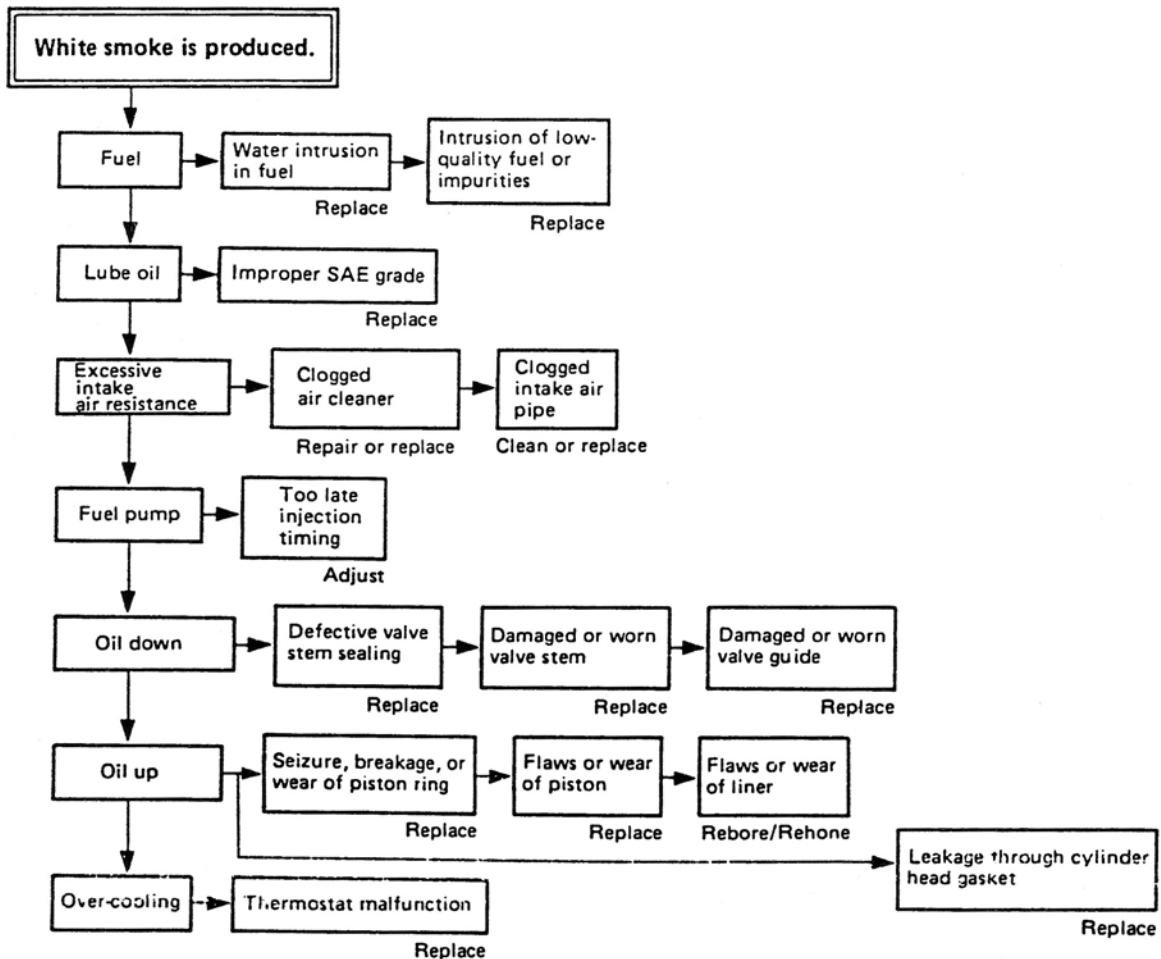 White smoke is produced.
Fuel
Water intrusion
in fuel
Replace
Intrusion of low-
quality fuel or
impurities
Replace
Lube oil
Improper SAE grade
Replace
Excessive
intake
air resistance
Clogged
air cleaner
Repair or replace
Clogged
intake air
pipe
Clean or replace
Fuel pump
Too late
injection
timing
Adjust
Oil down
Defective valve
stem sealing
Replace
Damaged or worn
valve stem
Replace
Damaged or worn
valve guide
Replace
Oil up
Seizure, breakage, or
wear of piston ring
Replace
Flaws or wear
of piston
Replace
Flaws or wear
of liner
Rebore/Rehone
Leakage through cylinder
head gasket
Replace
Over-cooling
Thermostat malfunction
Replace